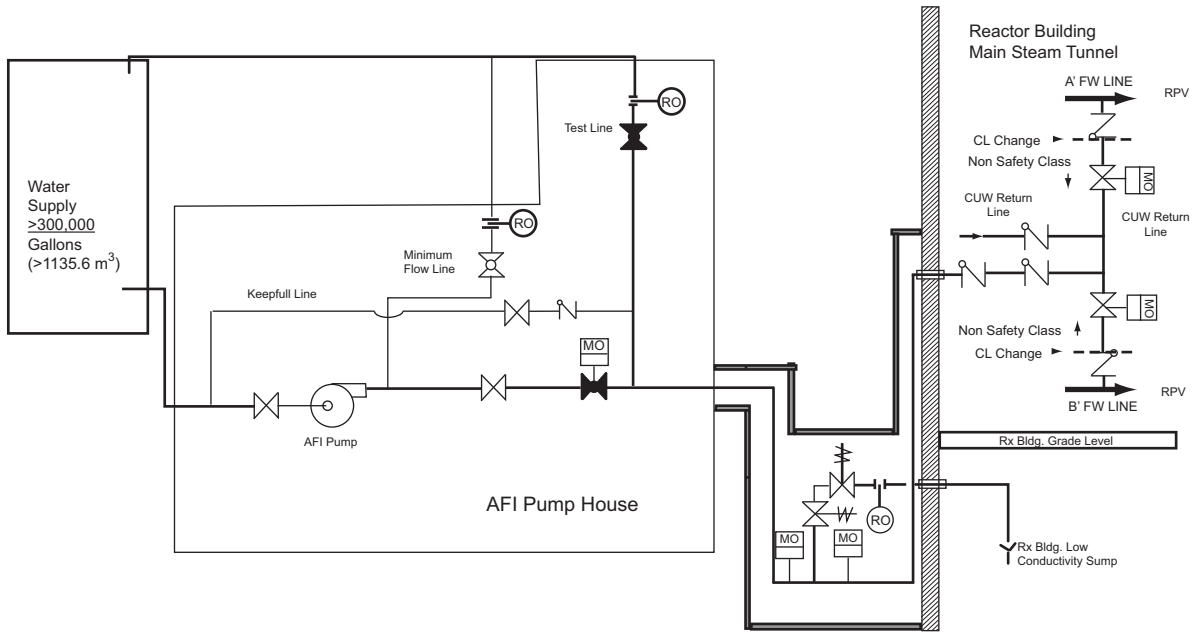 Reactor Building
Main Steam Tunnel
A' FW LINE
RPV
CL Change
Non Safety Class
MO
CUW Return
Line
CUW Return
Line
MO
Non Safety Class
CL Change
RPV
B' FW LINE
Rx Bldg. Grade Level
RO
Test Line
Water
Supply
>300,000
Gallons
(>1135.6 m3)
RO
Minimum
Flow Line
Keepfull Line
MO
AFI Pump
AFI Pump House
RO
MO
MO
Rx Bldg. Low
Conductivity Sump